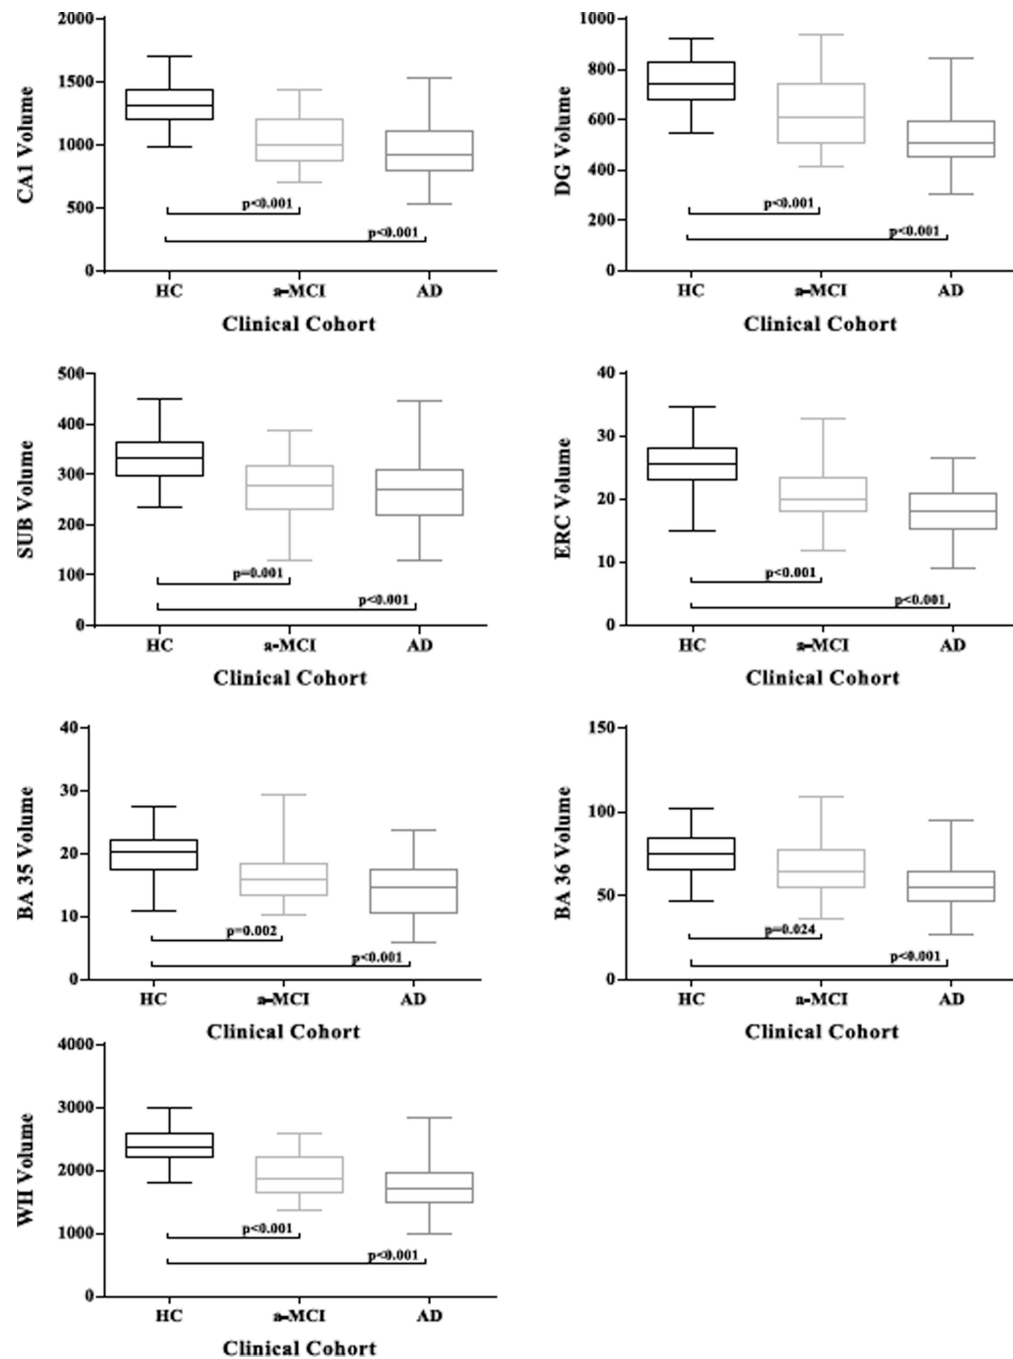 2000
1500
1000
500
0
CA1 Volume
p<0.001
p<0.001
HC a-MCI AD
Clinical Cohort
1000
800
600
400
200
0
DG Volume
p<0.001
p<0.001
HC a-MCI AD
Clinical Cohort
500
400
300
200
100
0
SUB Volume
p=0.001
p<0.001
HC a-MCI AD
Clinical Cohort
40
30
20
10
0
ERC Volume
p<0.001
p<0.001
HC a-MCI AD
Clinical Cohort
40
30
20
10
0
BA 35 Volume
p=0.002
p<0.001
HC a-MCI AD
Clinical Cohort
150
100
50
0
BA 36 Volume
p=0.024
p<0.001
HC a-MCI AD
Clinical Cohort
4000
3000
2000
1000
0
WH Volume
p<0.001
p<0.001
HC a-MCI AD
Clinical Cohort